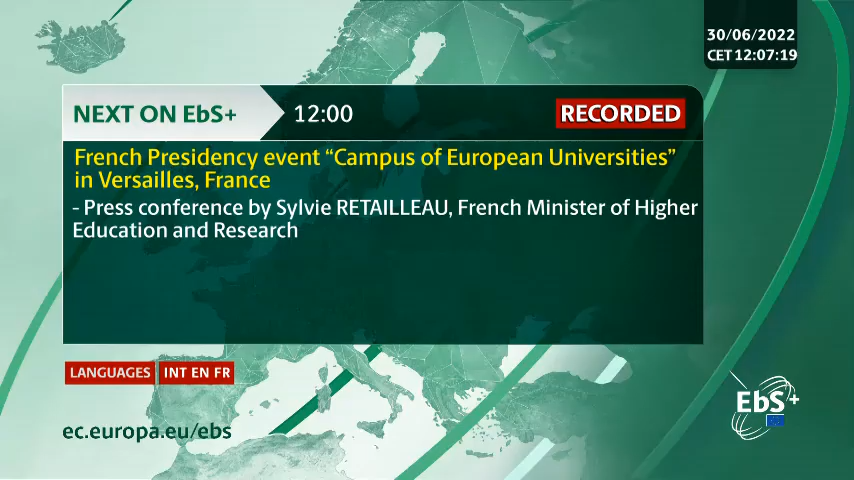 30/06/2022
CET 12:07:19
NEXT ON EbS+ 12:00 RECORDED
French Presidency event “Campus of European Universities”
in Versailles, France
- Press conference by Sylvie RETAILLEAU, French Minister of Higher
Education and Research
LANGUAGES INT EN FR
EbS+
ec.europa.eu/ebs